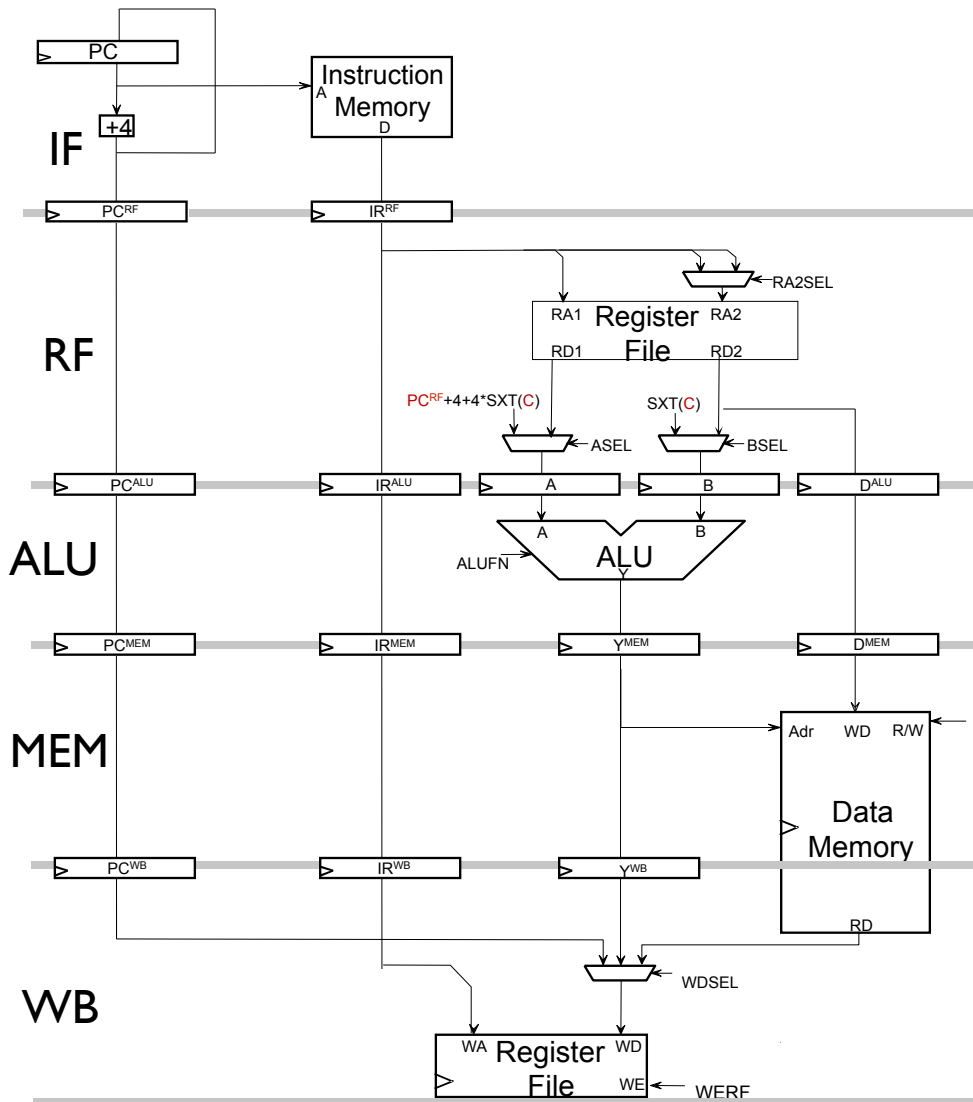 PC
Instruction
Memory
A
D
+4
IF
PCRF
IRRF
RA2SEL
RA1 Register RA2
File
RD1 RD2
RF
PCRF+4+4*SXT(C)
SXT(C)
ASEL
BSEL
PCALU IRALU A B DALU
A B
ALU
ALU
ALUFN
Y
PCMEM IRMEM YMEM DMEM
MEM
Adr WD R/W
Data
Memory
PCWB IRWB YWB
RD
WDSEL
WB
WA Register WD
File
WE
WERF